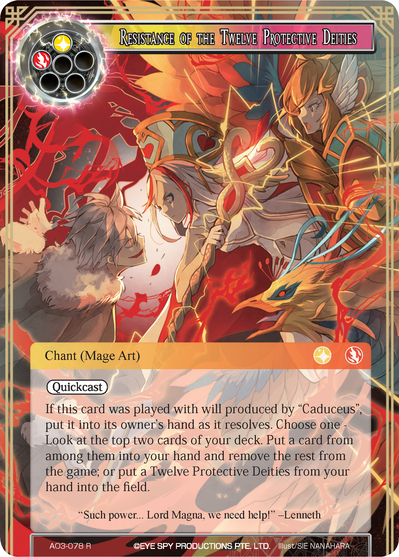 Resistance of the Twelve Protective Deities
Chant (Mage Art)
Quickcast
If this card was played with will produced by “Caduceus”,
put it into its owner's hand as it resolves. Choose one -
Look at the top two cards of your deck. Put a card from
among them into your hand and remove the rest from
the game; or put a Twelve Protective Deities from your
hand into the field.
“Such power... Lord Magna, we need help!” –Lenneth
A03-078 R ©EYE SPY PRODUCTIONS PTE. LTD. Illust/SIE NANAHARA